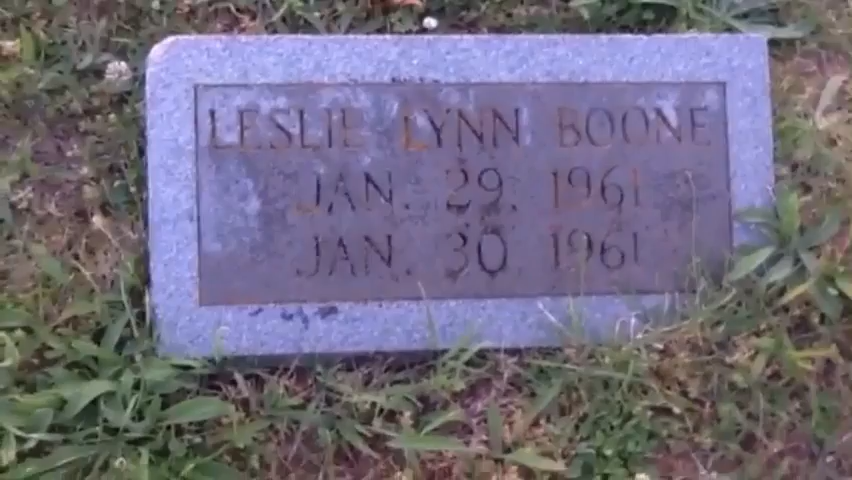 LESLIE LYNN BOONE
JAN. 29. 1961
JAN. 30. 1961